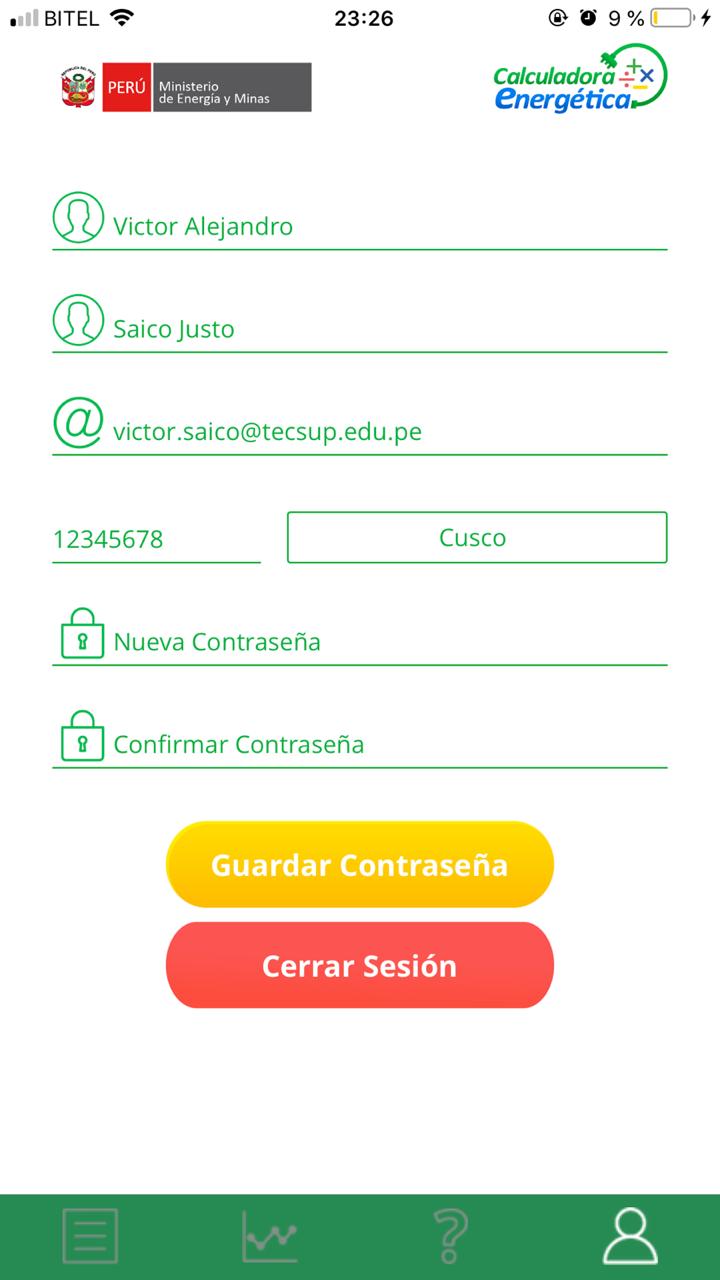 BITEL 23:26 9 %
PERÚ Ministerio
de Energía y Minas
Calculadora
energética
Victor Alejandro
Saico Justo
@ victor.saico@tecsup.edu.pe
12345678 Cusco
Nueva Contraseña
Confirmar Contraseña
Guardar Contraseña
Cerrar Sesión